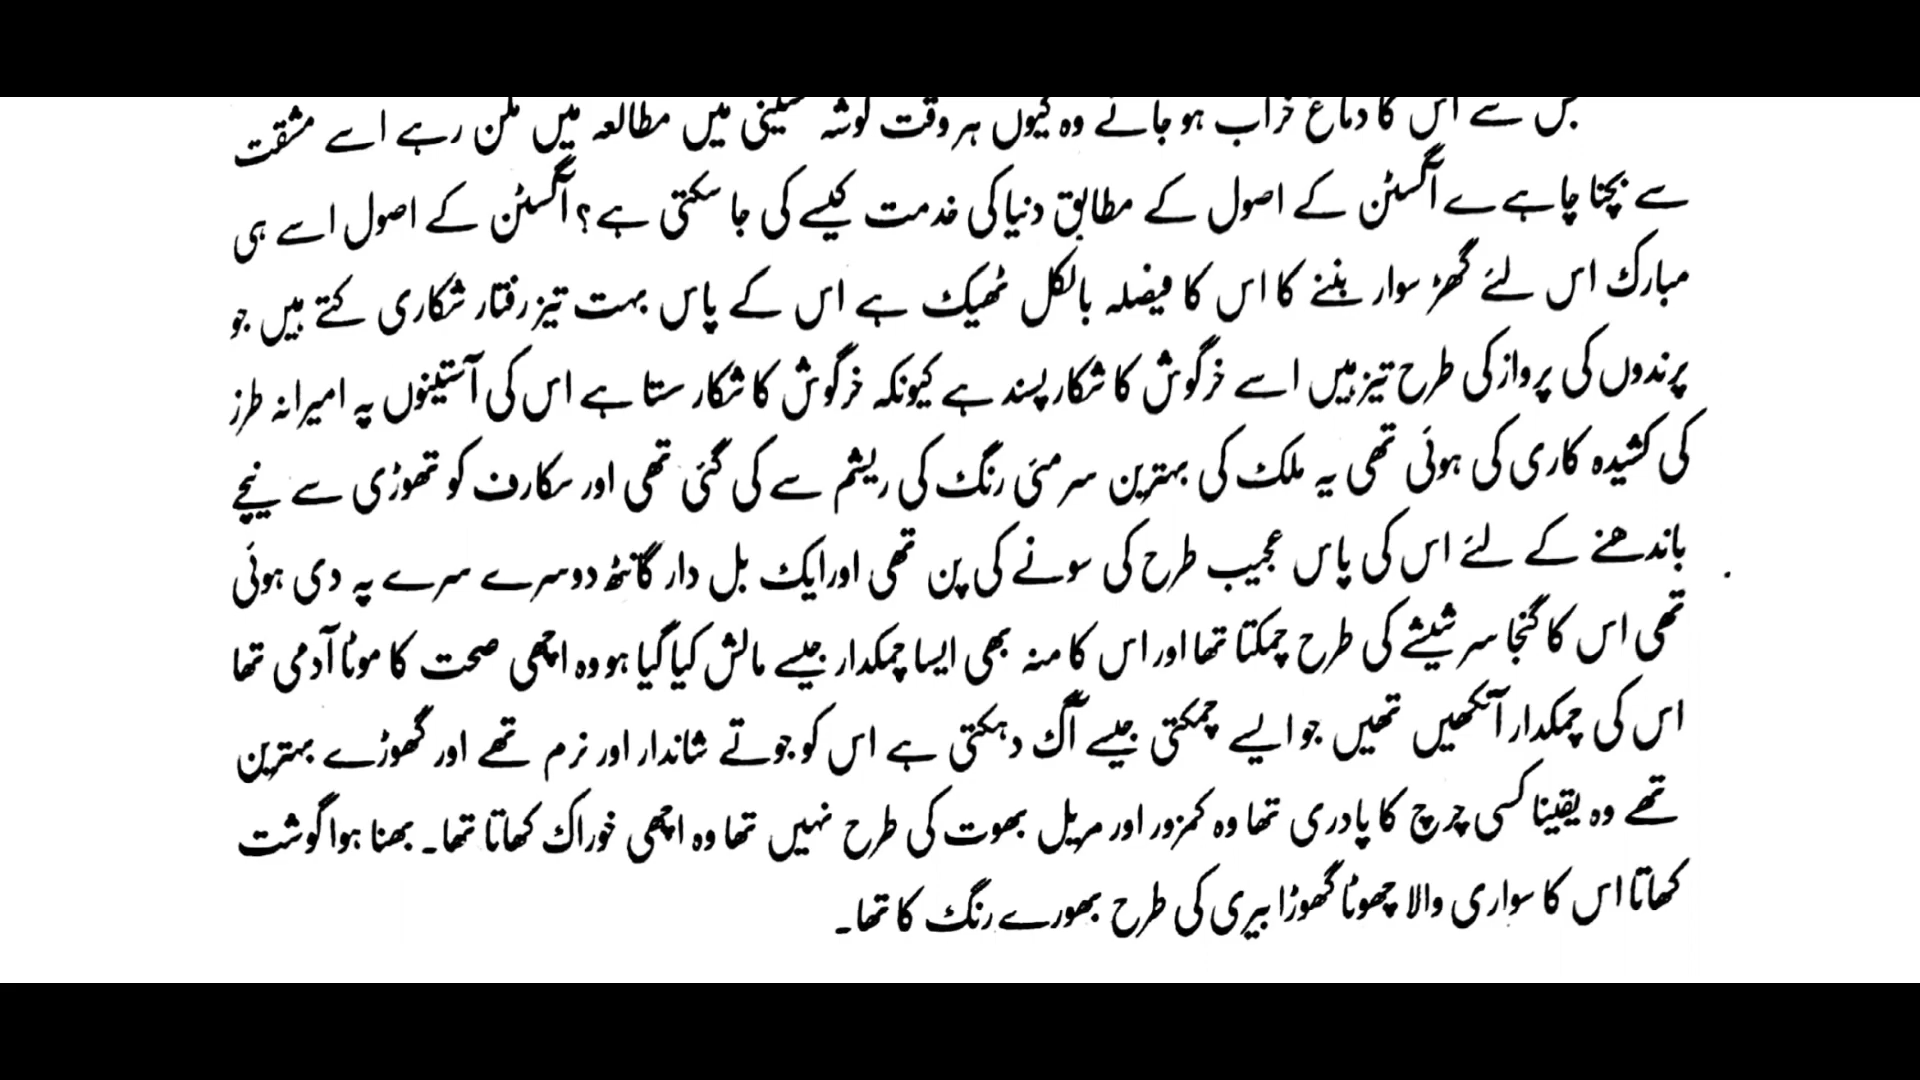 جس سے اس کا دماغ خراب ہو جائے وہ کیوں ہر وقت گوشہ نشینی میں مطالعہ میں مگن رہے اسے مشقت
سے بچنا چاہے ے آگسٹن کے اصول کے مطابق دنیا کی خدمت کیسے کی جا سکتی ہے؟ آگسٹن کے اصول اسے ہی
مبارک اس لئے گھڑ سوار بننے کا اس کا فیصلہ بالکل ٹھیک ہے اس کے پاس بہت تیز رفتار شکاری کتے ہیں جو
پرندوں کی پرواز کی طرح تیز ہیں اسے خرگوش کا شکار پسند ہے کیونکہ خرگوش کا شکار ستا ہے اس کی آستینوں پہ امیرانہ طرز
کی کشیدہ کاری کی ہوئی تھی یہ ملک کی بہترین سرمئی رنگ کی ریشم سے کی گئی تھی اور سکارف کو تھوڑی سے نیچے
باندھنے کے لئے اس کی پاس عجیب طرح کی سونے کی پن تھی اور ایک بل دار گانٹھ دوسرے سرے پہ دی ہوئی
تھی اس کا گنجا سر شیشے کی طرح چمکتا تھا اور اس کا منہ بھی ایسا چمکدار جیسے مالش کیا گیا ہو وہ اچھی صحت کا موٹا آدمی تھا
اس کی چمکدار آنکھیں تھیں جو ایسے چمکتی جیسے آگ دہکتی ہے اس کو جوتے شاندار اور نرم تھے اور گھوڑے بہترین
تھے وہ یقینا کسی چرچ کا پادری تھا وہ کمزور اور مریل بھوت کی طرح نہیں تھا وہ اچھی خوراک کھاتا تھا۔ بھنا ہوا گوشت
کھاتا اس کا سواری والا چھوٹا گھوڑا بیری کی طرح بھورے رنگ کا تھا۔